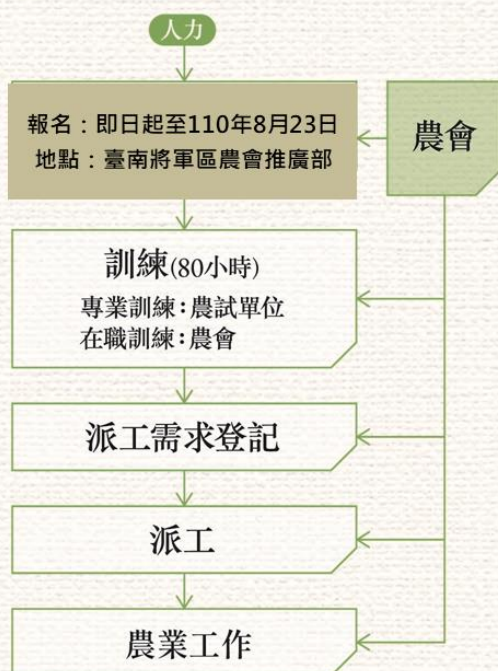 人力
報名：即日起至110年8月23日
地點：臺南將軍區農會推廣部
農會
訓練(80小時)
專業訓練：農試單位
在職訓練：農會
派工需求登記
派工
農業工作